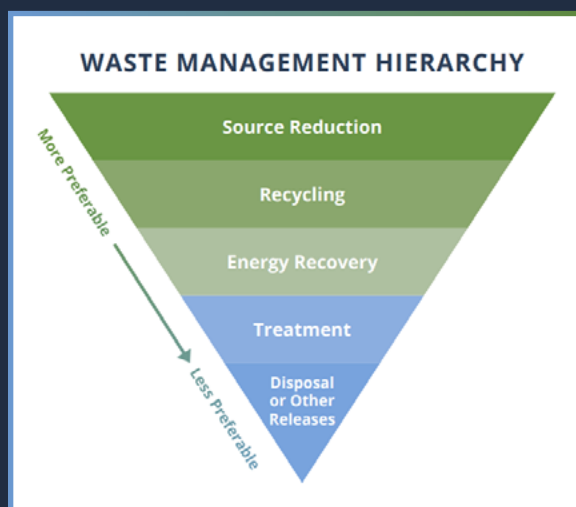 WASTE MANAGEMENT HIERARCHY
Source Reduction
More Preferable
Recycling
Energy Recovery
Treatment
Less Preferable
Disposal
or Other
Releases